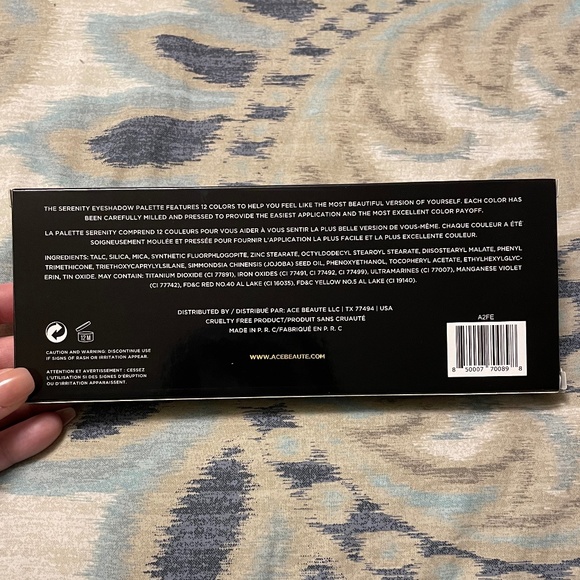 THE SERENITY EYESHADOW PALETTE FEATURES 12 COLORS TO HELP YOU FEEL LIKE THE MOST BEAUTIFUL VERSION OF YOURSELF. EACH COLOR HAS
BEEN CAREFULLY MILLED AND PRESSED TO PROVIDE THE EASIEST APPLICATION AND THE MOST EXCELLENT COLOR PAYOFF.
LA PALETTE SERENITY COMPREND 12 COULEURS POUR VOUS AIDER À VOUS SENTIR LA PLUS BELLE VERSION DE VOUS-MÊME. CHAQUE COULEUR A ÉTÉ
SOIGNEUSEMENT MOULÉE ET PRESSÉE POUR FOURNIR L'APPLICATION LA PLUS FACILE ET LA PLUS EXCELLENTE COULEUR.
INGREDIENTS: TALC, SILICA, MICA, SYNTHETIC FLUORPHLOGOPITE, ZINC STEARATE, OCTYLDODECYL STEAROYL STEARATE, DIISOSTEARYL MALATE, PHENYL
TRIMETHICONE, TRIETHOXYCAPRYLYLSILANE, SIMMONDSIA CHINENSIS (JOJOBA) SEED OIL, PHENOXYETHANOL, TOCOPHERYL ACETATE, ETHYLHEXYLGLYC-
ERIN, TIN OXIDE. MAY CONTAIN: TITANIUM DIOXIDE (CI 77891), IRON OXIDES (CI 77491, CI 77492, CI 77499), ULTRAMARINES (CI 77007), MANGANESE VIOLET
(CI 77742), FD&C RED NO.40 AL LAKE (CI 16035), FD&C YELLOW NO.5 AL LAKE (CI 19140).
DISTRIBUTED BY / DISTRIBUÉ PAR: ACE BEAUTE LLC | TX 77494 | USA
CRUELTY FREE PRODUCT/PRODUIT SANS CRUAUTÉ
MADE IN P. R. C/FABRIQUÉ EN P. R. C
WWW.ACEBEAUTE.COM
12 M
CAUTION AND WARNING: DISCONTINUE USE
IF SIGNS OF RASH OR IRRITATION APPEAR.
ATTENTION ET AVERTISSEMENT : CESSEZ
L'UTILISATION SI DES SIGNES D'ÉRUPTION
OU D'IRRITATION APPARAISSENT.
A2FE
8 50007 70089 8